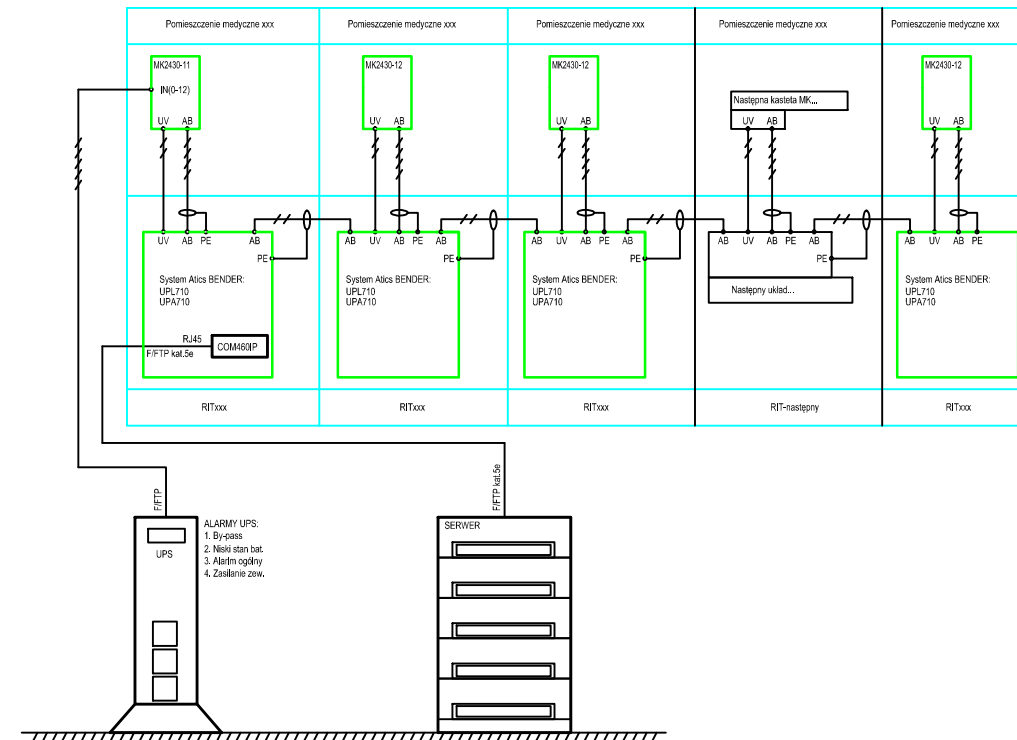 Pomieszczenie medyczne xxx
Pomieszczenie medyczne xxx
Pomieszczenie medyczne xxx
Pomieszczenie medyczne xxx
Pomieszczenie medyczne xxx
MK2430-11
IN(0-12)
UV AB
MK2430-12
UV AB
MK2430-12
UV AB
Następna kasteta MK...
UV AB
MK2430-12
UV AB
UV AB PE AB
PE
System Atics BENDER:
UPL710
UPA710
RJ45
F/FTP kat.5e
COM460IP
AB UV AB PE AB
PE
System Atics BENDER:
UPL710
UPA710
AB UV AB PE AB
PE
System Atics BENDER:
UPL710
UPA710
AB UV AB PE AB
PE
Następny układ...
AB UV AB PE
System Atics BENDER:
UPL710
UPA710
RITxxx
RITxxx
RITxxx
RIT-następny
RITxxx
F/FTP
F/FTP kat.5e
UPS
ALARMY UPS:
1. By-pass
2. Niski stan bat.
3. Alarlm ogólny
4. Zasilanie zew.
SERWER